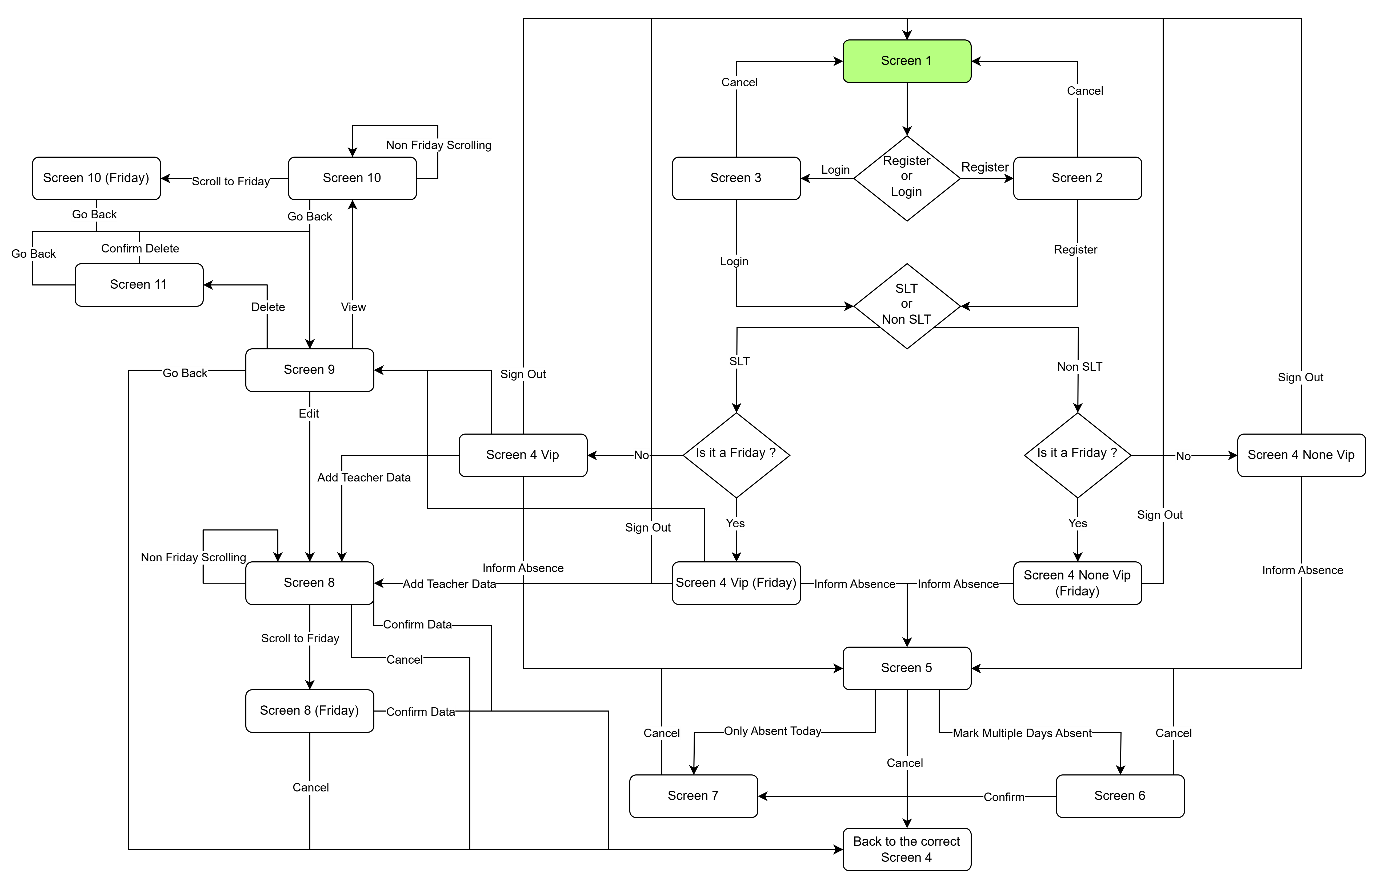 Screen 1
Cancel
Cancel
Non Friday Scrolling
Register
or
Login
Screen 10 (Friday)
Scroll to Friday
Screen 10
Screen 3
Login
Register
Screen 2
Go Back
Go Back
Go Back
Confirm Delete
Login
Register
Screen 11
SLT
or
Non SLT
Delete
View
SLT
Non SLT
Go Back
Screen 9
Sign Out
Sign Out
Edit
Screen 4 Vip
No
Is it a Friday ?
Is it a Friday ?
No
Screen 4 None Vip
Add Teacher Data
Sign Out
Yes
Yes
Sign Out
Non Friday Scrolling
Inform Absence
Inform Absence
Screen 8
Add Teacher Data
Screen 4 Vip (Friday)
Inform Absence
Inform Absence
Screen 4 None Vip
(Friday)
Confirm Data
Scroll to Friday
Cancel
Screen 5
Screen 8 (Friday)
Confirm Data
Cancel
Only Absent Today
Mark Multiple Days Absent
Cancel
Cancel
Cancel
Screen 7
Confirm
Screen 6
Back to the correct
Screen 4